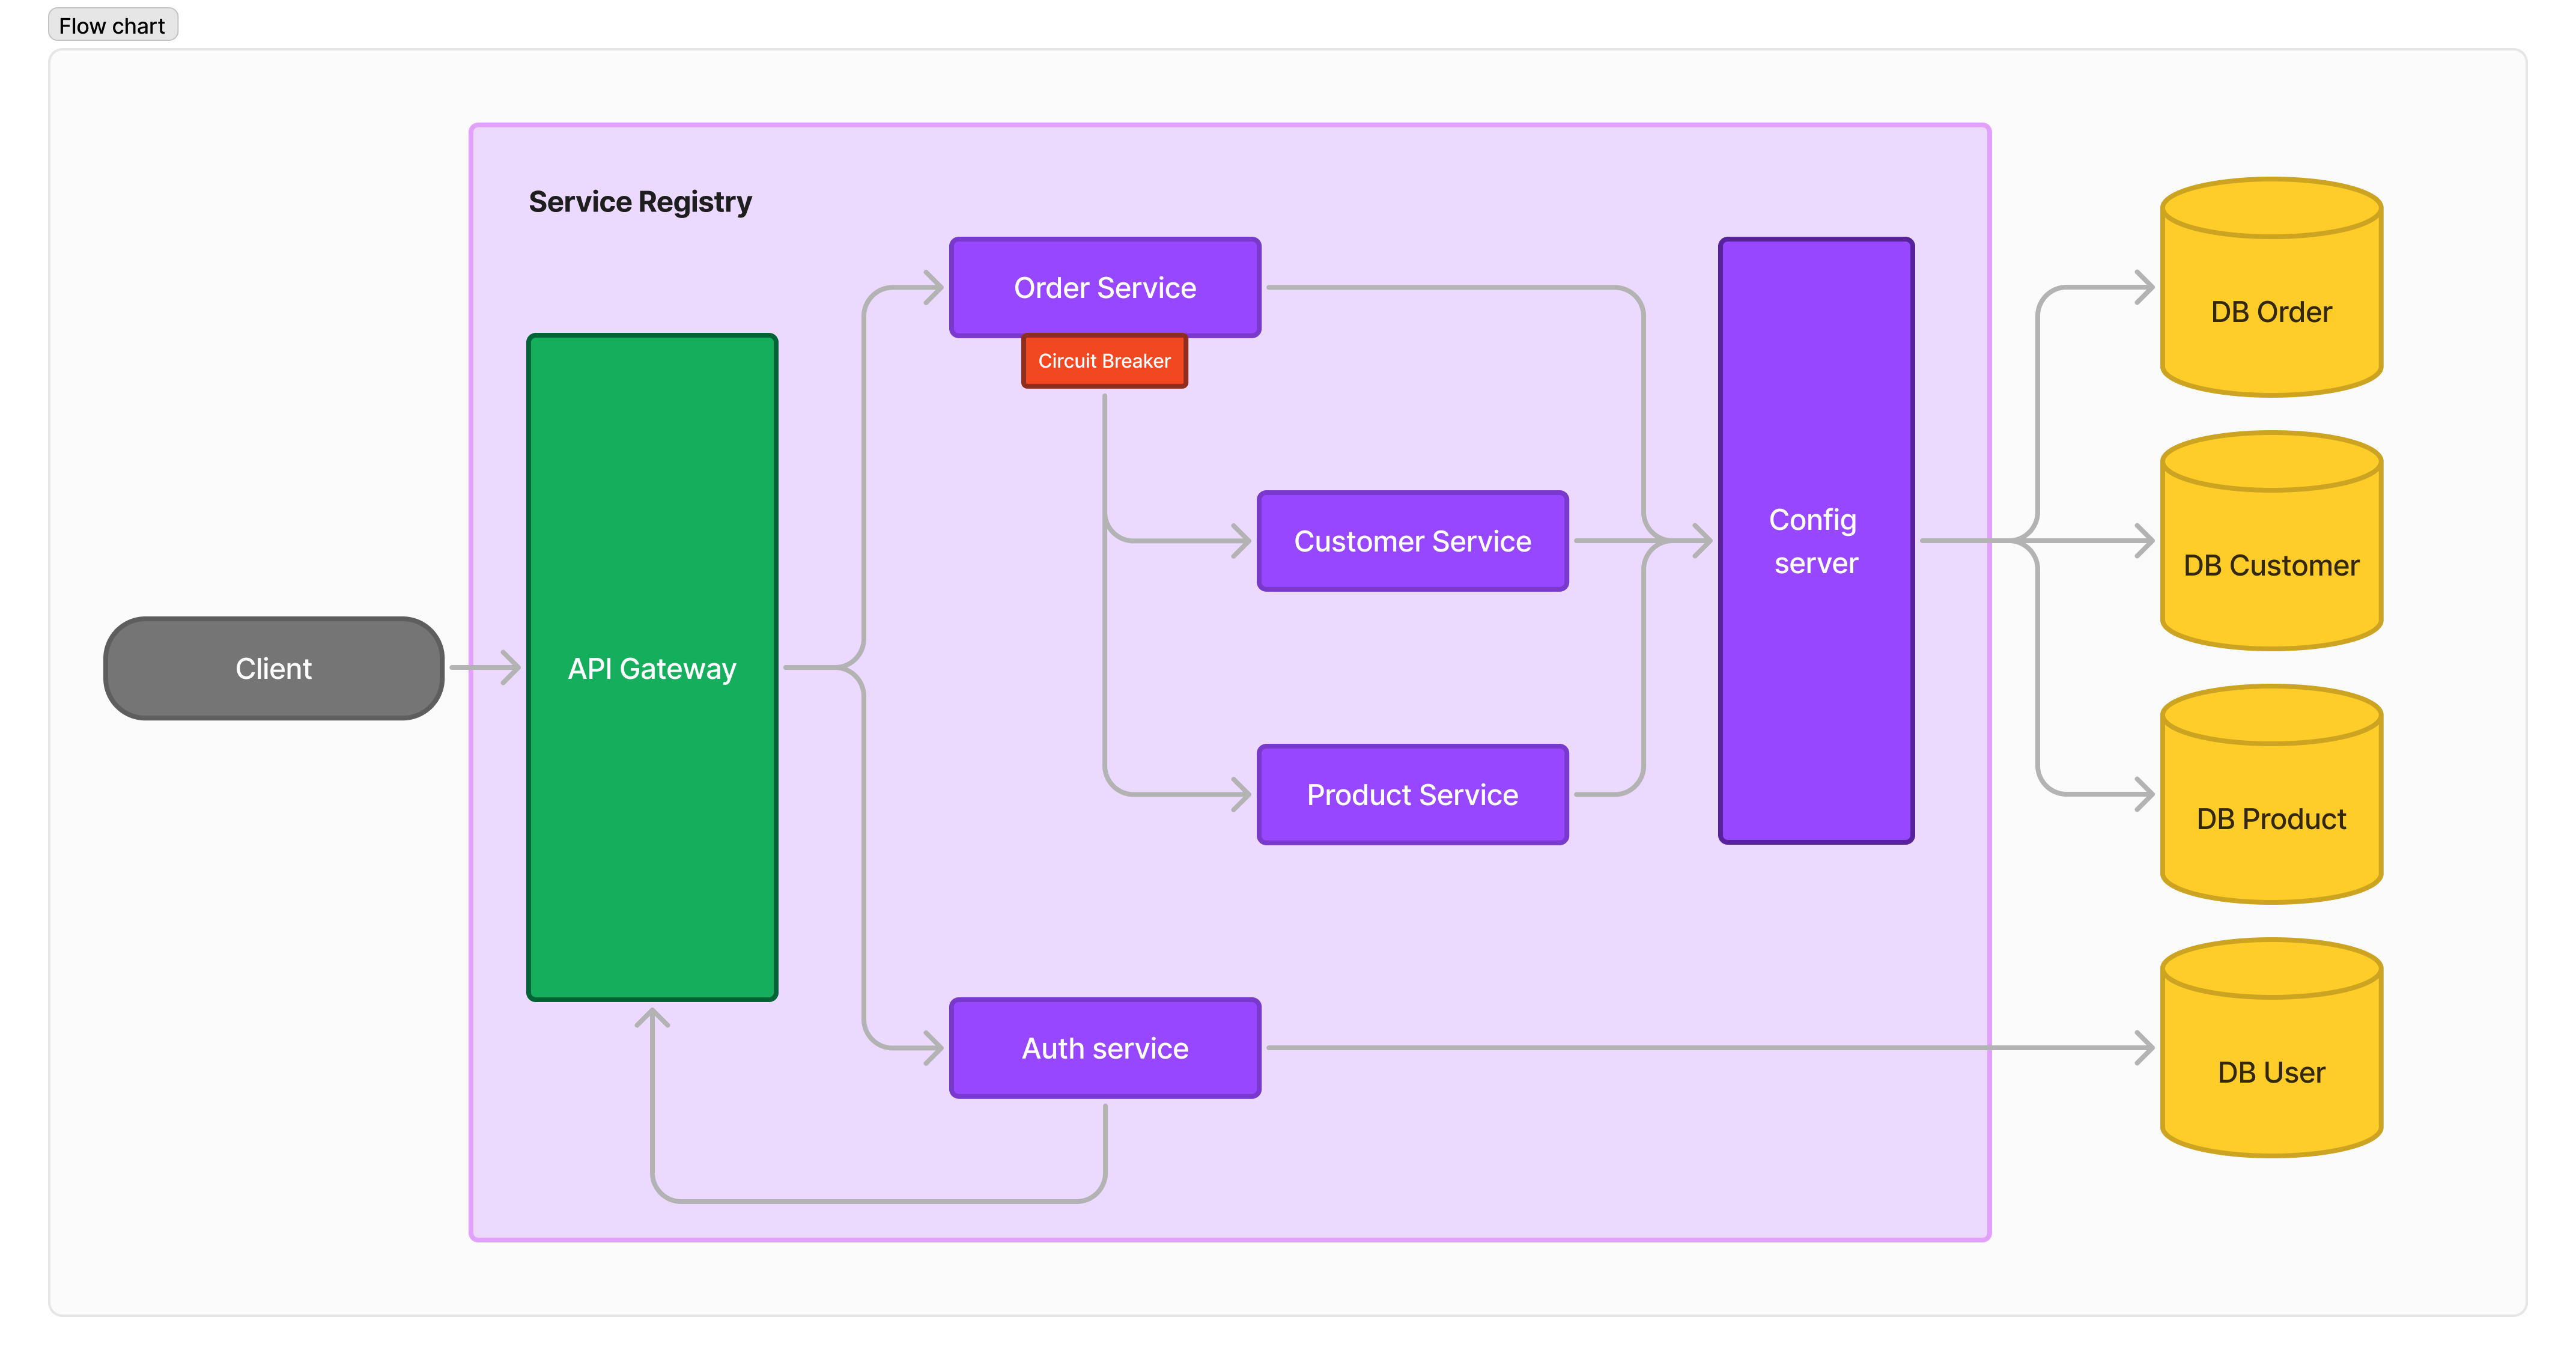 Flow chart
Service Registry
Order Service
Circuit Breaker
Customer Service
Product Service
Config
server
Client
API Gateway
Auth service
DB Order
DB Customer
DB Product
DB User